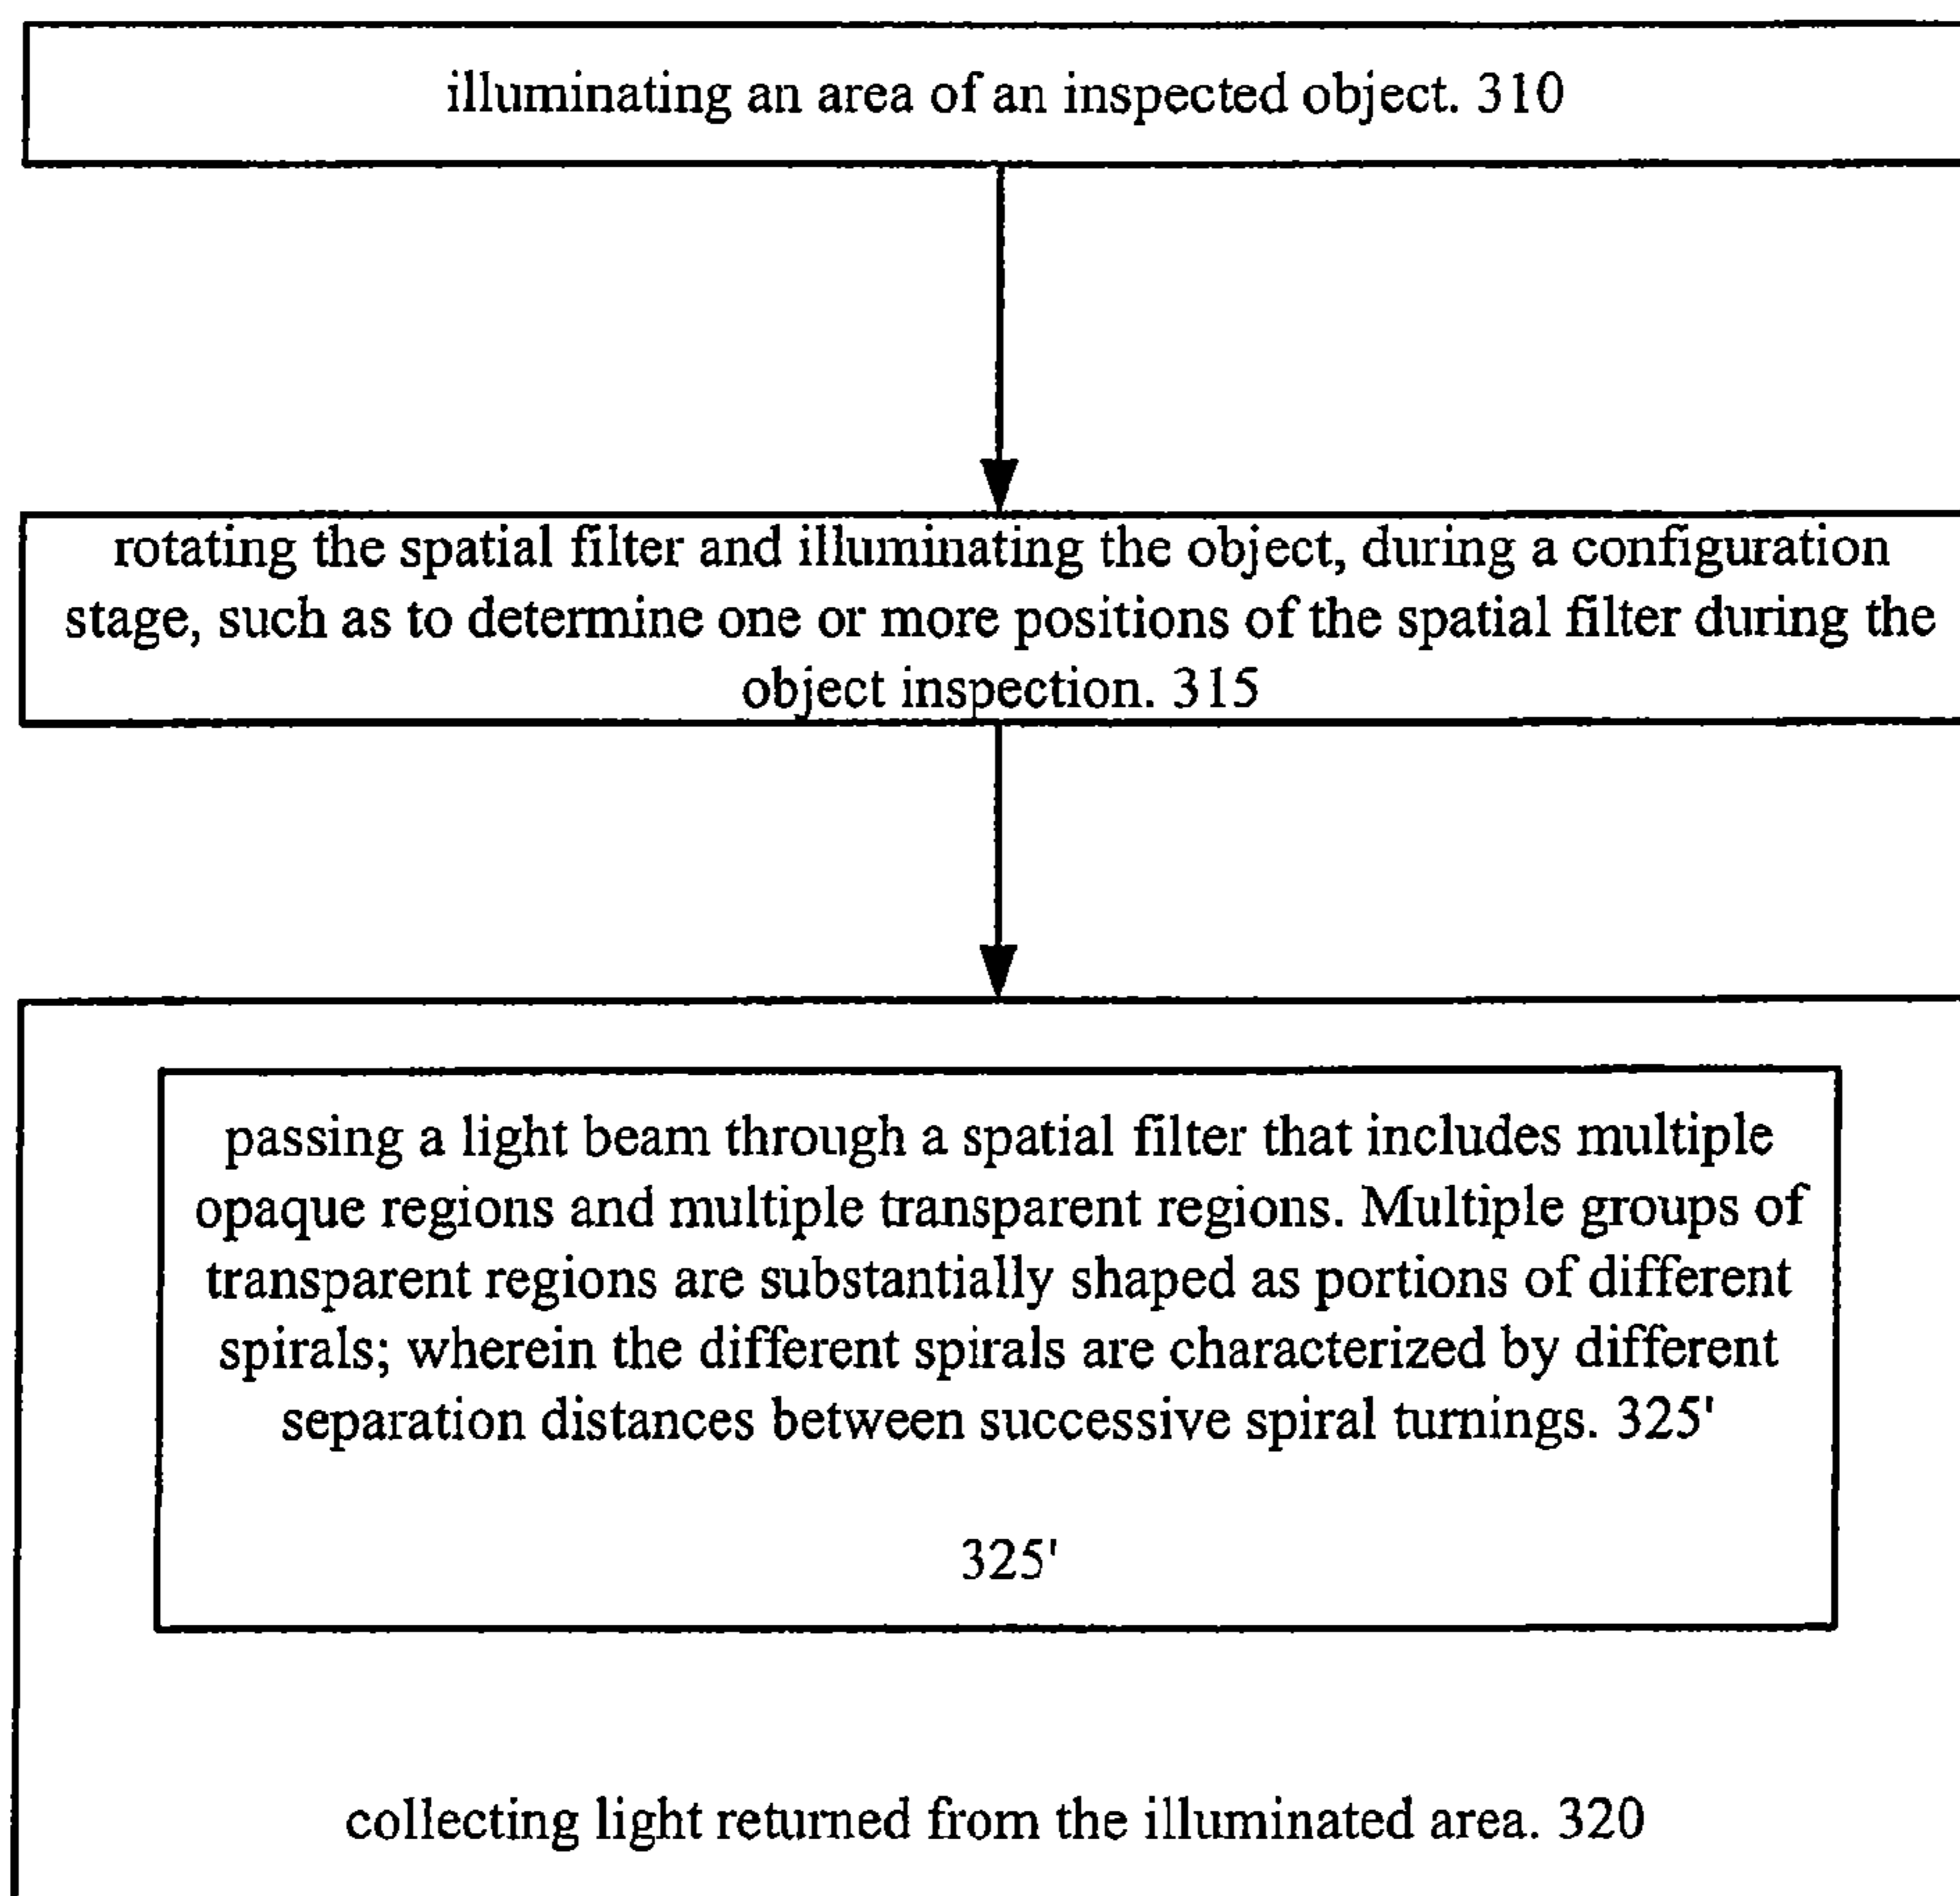 illuminating an area of an inspected object. 310
rotating the spatial filter and illuminating the object, during a configuration
stage, such as to determine one or more positions of the spatial filter during the
object inspection. 315
passing a light beam through a spatial filter that includes multiple
opaque regions and multiple transparent regions. Multiple groups of
transparent regions are substantially shaped as portions of different
spirals; wherein the different spirals are characterized by different
separation distances between successive spiral turnings. 325'
325'
collecting light returned from the illuminated area. 320